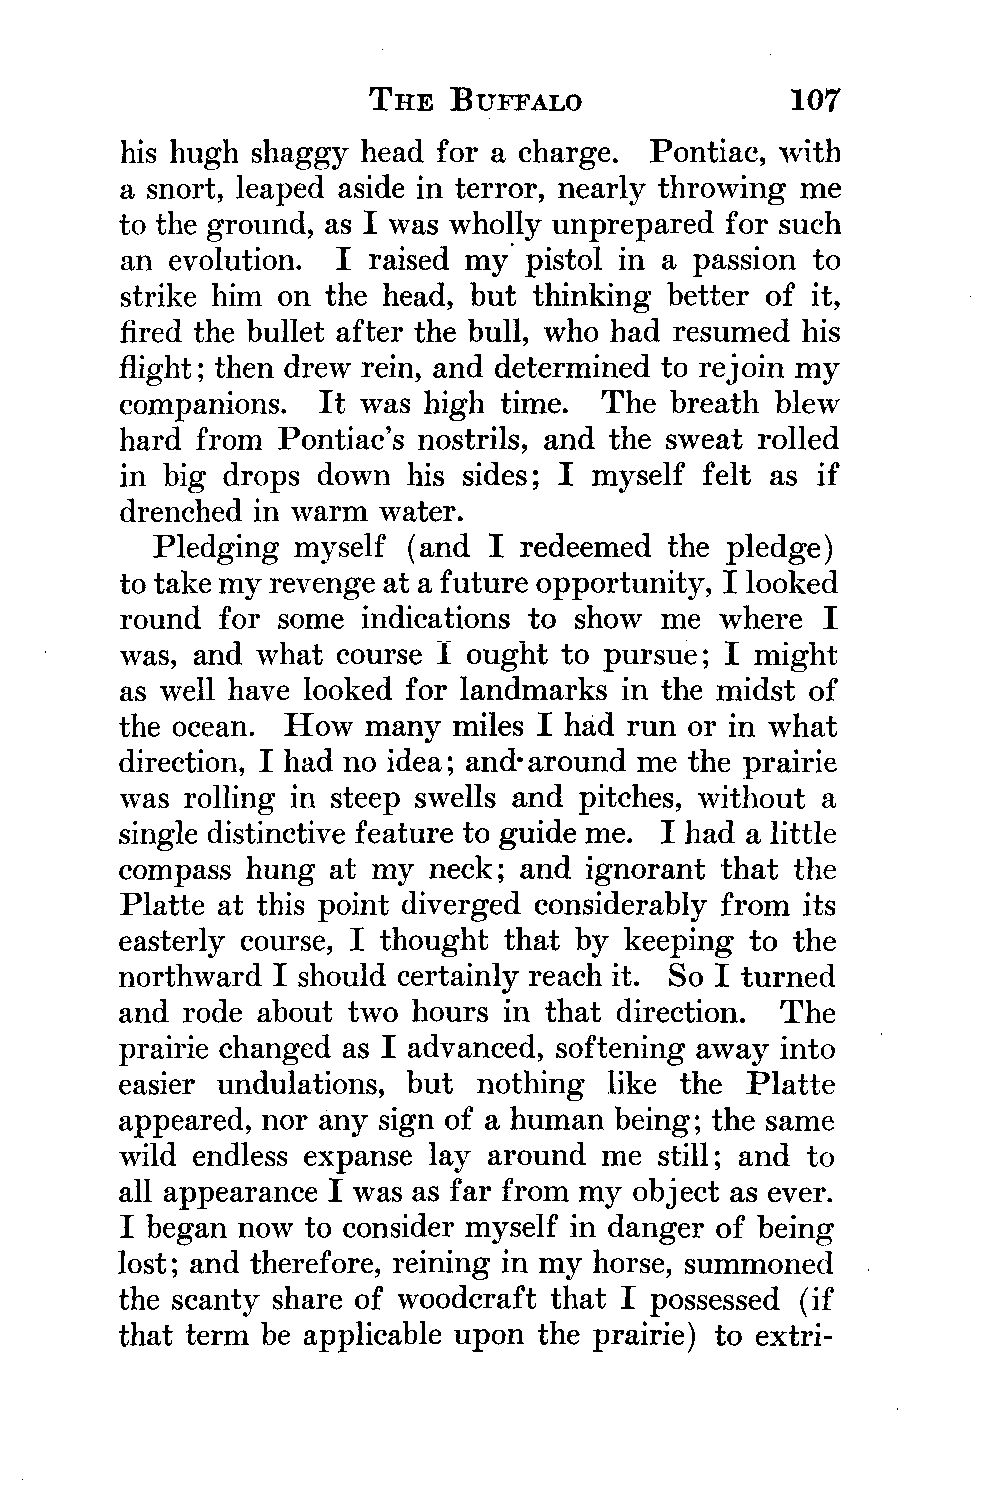 THE BUFFALO 107
his hugh shaggy head for a charge. Pontiac, with
a snort, leaped aside in terror, nearly throwing me
to the ground, as I was wholly unprepared for such
an evolution. I raised my pistol in a passion to
strike him on the head, but thinking better of it,
fired the bullet after the bull, who had resumed his
flight; then drew rein, and determined to rejoin my
companions. It was high time. The breath blew
hard from Pontiac's nostrils, and the sweat rolled
in big drops down his sides; I myself felt as if
drenched in warm water.
Pledging myself (and I redeemed the pledge)
to take my revenge at a future opportunity, I looked
round for some indications to show me where I
was, and what course I ought to pursue; I might
as well have looked for landmarks in the midst of
the ocean. How many miles I had run or in what
direction, I had no idea; and around me the prairie
was rolling in steep swells and pitches, without a
single distinctive feature to guide me. I had a little
compass hung at my neck; and ignorant that the
Platte at this point diverged considerably from its
easterly course, I thought that by keeping to the
northward I should certainly reach it. So I turned
and rode about two hours in that direction. The
prairie changed as I advanced, softening away into
easier undulations, but nothing like the Platte
appeared, nor any sign of a human being; the same
wild endless expanse lay around me still; and to
all appearance I was as far from my object as ever.
I began now to consider myself in danger of being
lost; and therefore, reining in my horse, summoned
the scanty share of woodcraft that I possessed (if
that term be applicable upon the prairie) to extri-